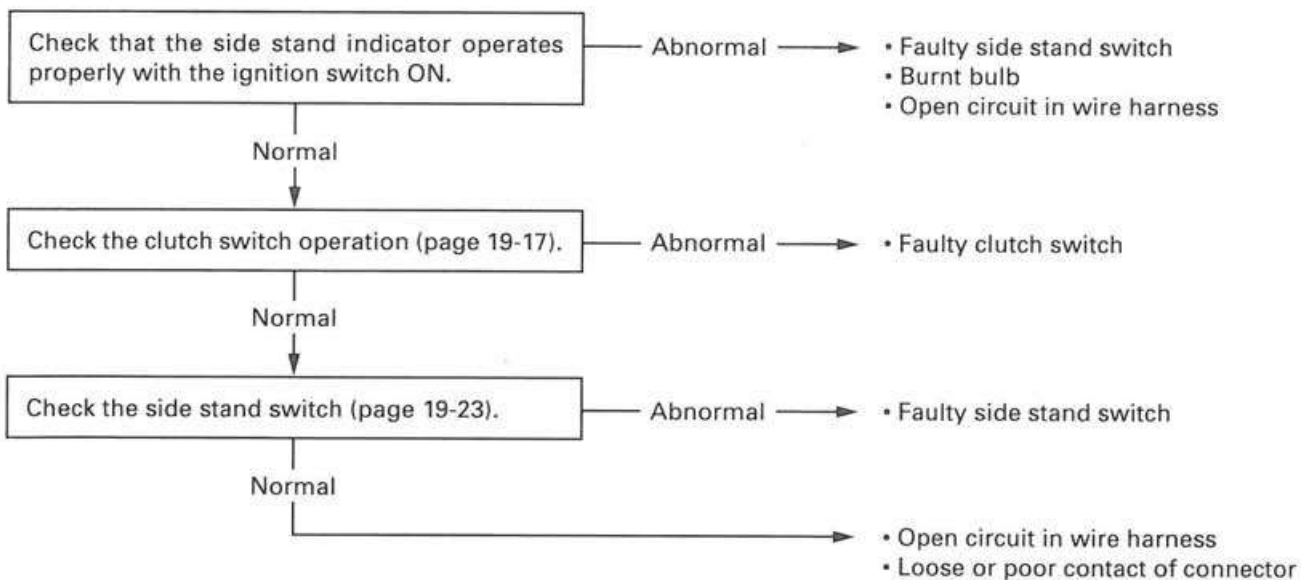 Check that the side stand indicator operates
properly with the ignition switch ON.
Abnormal
• Faulty side stand switch
• Burnt bulb
• Open circuit in wire harness
Normal
Check the clutch switch operation (page 19-17).
Abnormal
• Faulty clutch switch
Normal
Check the side stand switch (page 19-23).
Abnormal
• Faulty side stand switch
Normal
• Open circuit in wire harness
• Loose or poor contact of connector